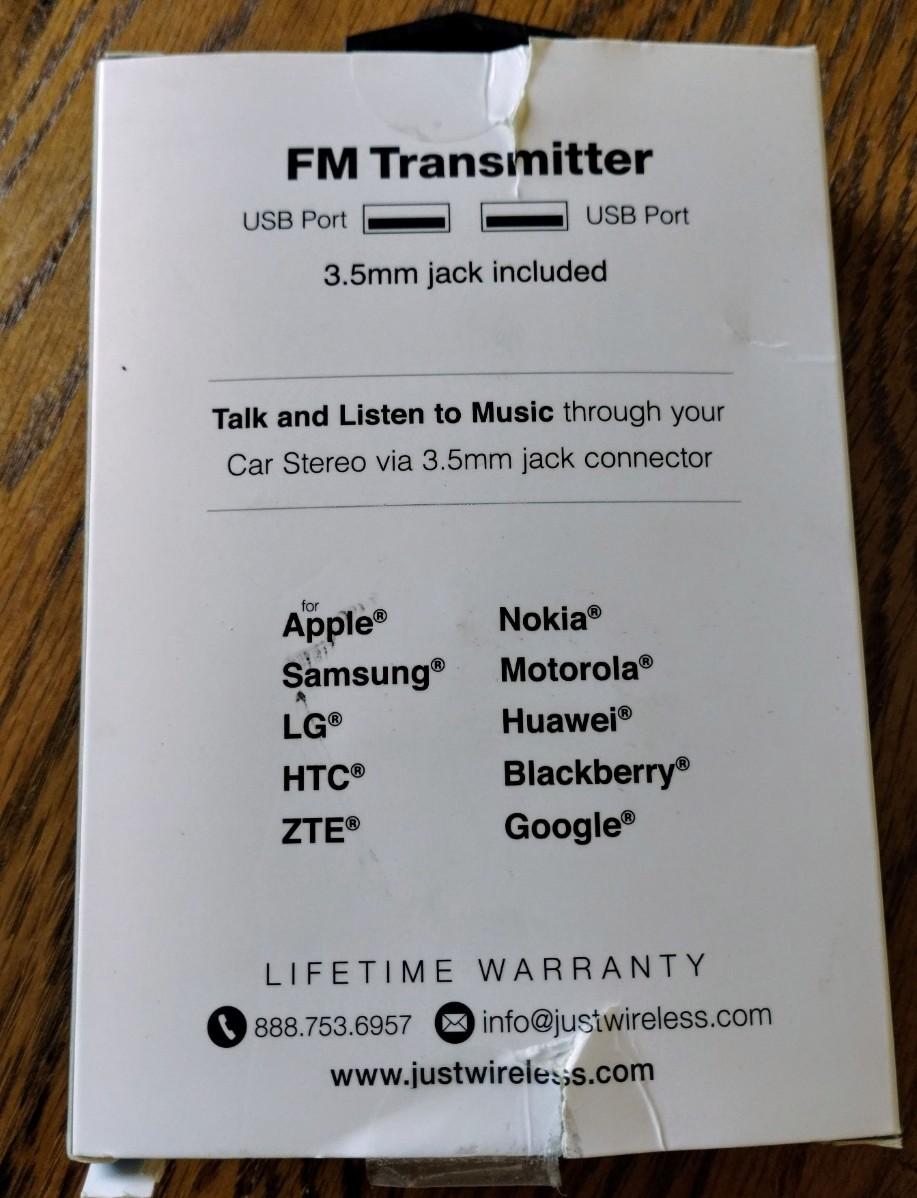 FM Transmitter
USB Port USB Port
3.5mm jack included
Talk and Listen to Music through your
Car Stereo via 3.5mm jack connector
for
Apple® Nokia®
Samsung® Motorola®
LG® Huawei®
HTC® Blackberry®
ZTE® Google®
LIFETIME WARRANTY
888.753.6957 info@justwireless.com
www.justwireless.com